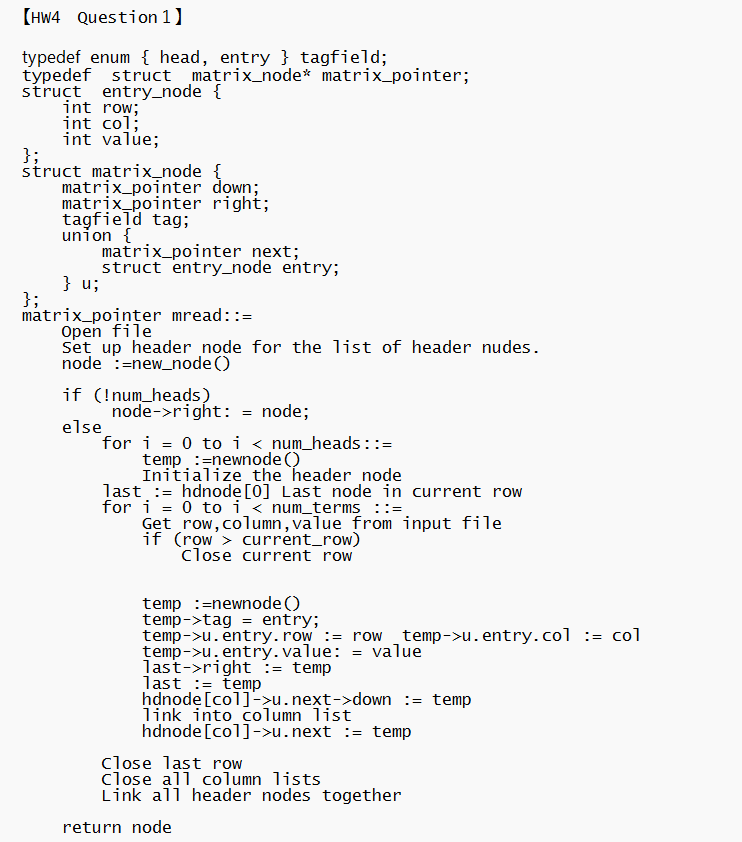 【HW4 Question1】
typedef enum { head, entry } tagfield;
typedef struct matrix_node* matrix_pointer;
struct entry_node {
int row;
int col;
int value;
};
struct matrix_node {
matrix_pointer down;
matrix_pointer right;
tagfield tag;
union {
matrix_pointer next;
struct entry_node entry;
} u;
};
matrix_pointer mread::=
Open file
Set up header node for the list of header nudes.
node :=new_node()
if (!num_heads)
node->right: = node;
else
for i = 0 to i < num_heads::=
temp :=newnode()
Initialize the header node
last := hdnode[0] Last node in current row
for i = 0 to i < num_terms ::=
Get row,column,value from input file
if (row > current_row)
Close current row
temp :=newnode()
temp->tag = entry;
temp->u.entry.row := row temp->u.entry.col := col
temp->u.entry.value: = value
last->right := temp
last := temp
hdnode[col]->u.next->down := temp
link into column list
hdnode[col]->u.next := temp
Close last row
Close all column lists
Link all header nodes together
return node